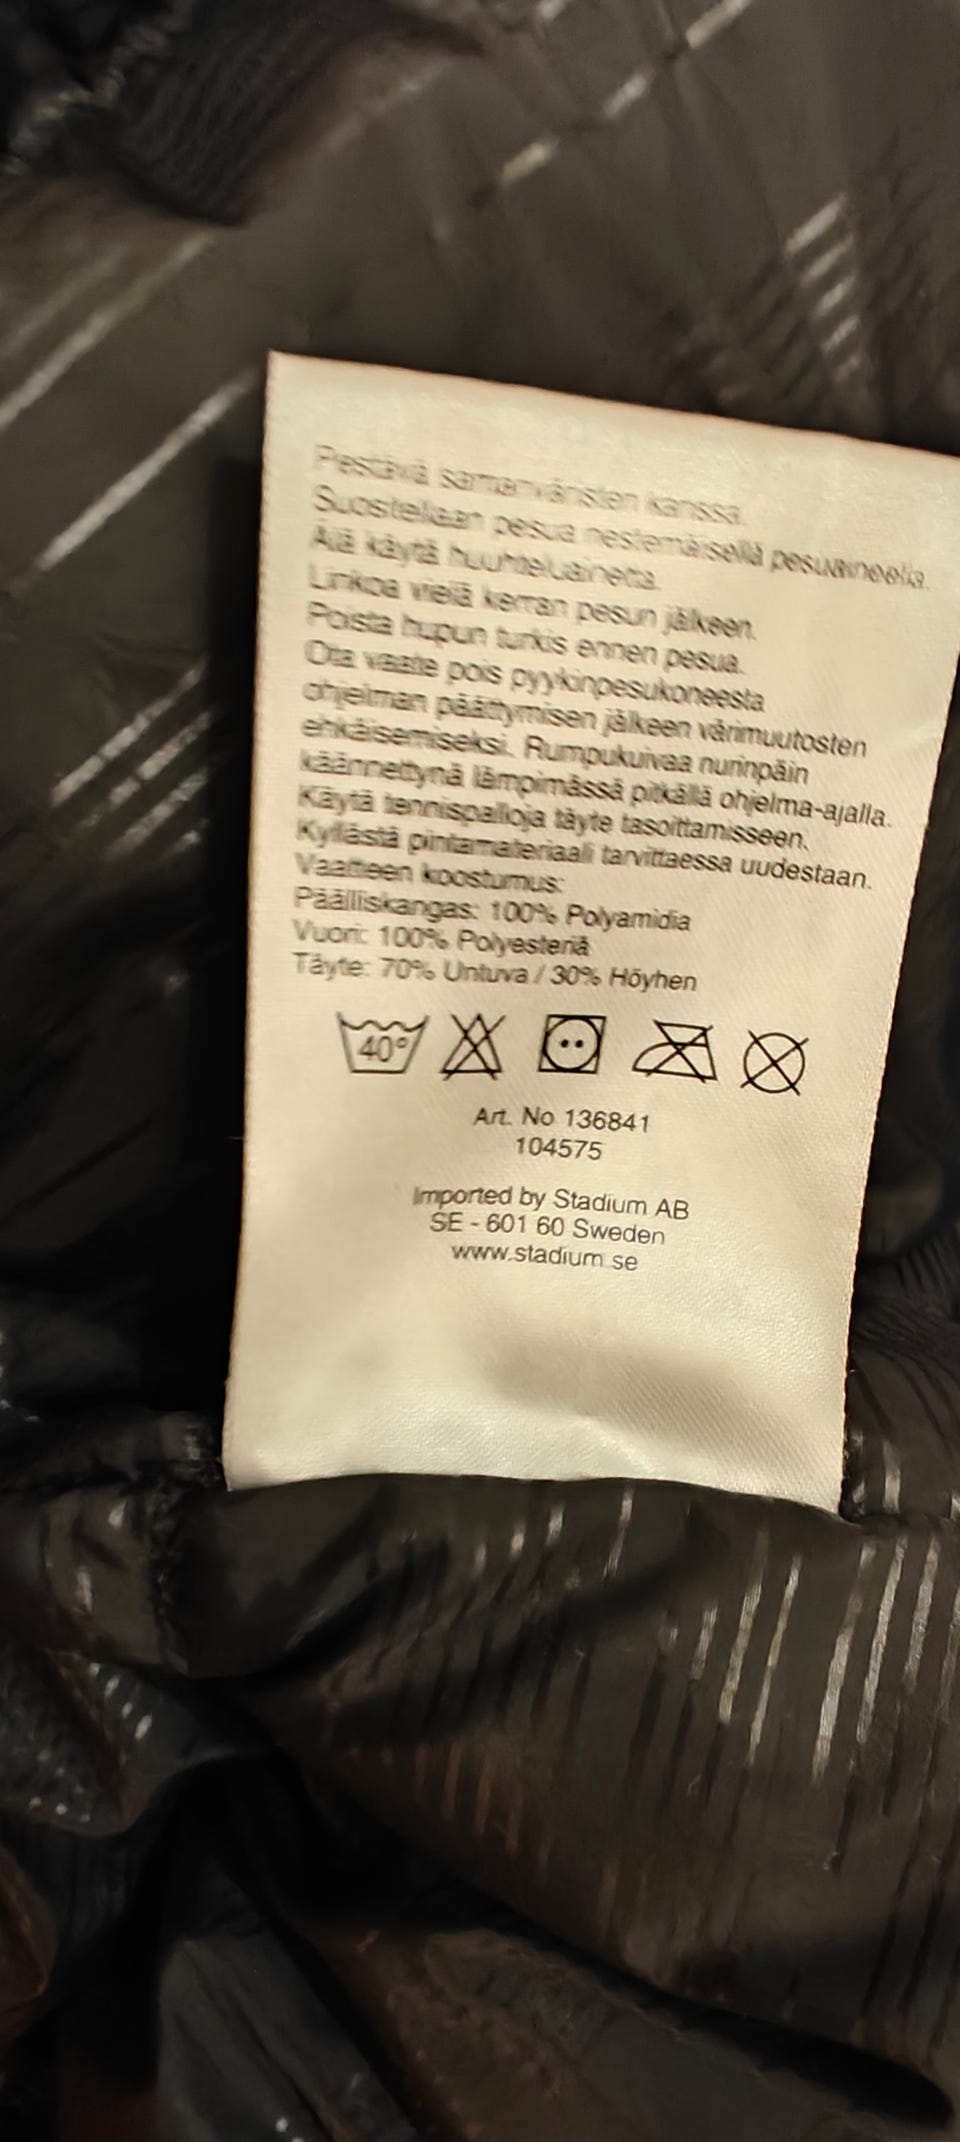 Pestävä samanväristen kanssa.
Suositellaan pesua nestemäisellä pesuaineella.
Älä käytä huuhteluainetta.
Linkoa vielä kerran pesun jälkeen.
Poista hupun turkis ennen pesua.
Ota vaate pois pyykinpesukoneesta
ohjelman päättymisen jälkeen värimuutosten
ehkäisemiseksi. Rumpukuivaa nurinpäin
käännettynä lämpimässä pitkällä ohjelma-ajalla.
Käytä tennispalloja täyte tasoittamisseen.
Kyllästä pintamateriaali tarvittaessa uudestaan.
Vaatteen koostumus:
Päälliskangas: 100% Polyamidia
Vuori: 100% Polyesteriä
Täyte: 70% Untuva / 30% Höyhen
40°
Art. No 136841
104575
Imported by Stadium AB
SE - 601 60 Sweden
www.stadium.se